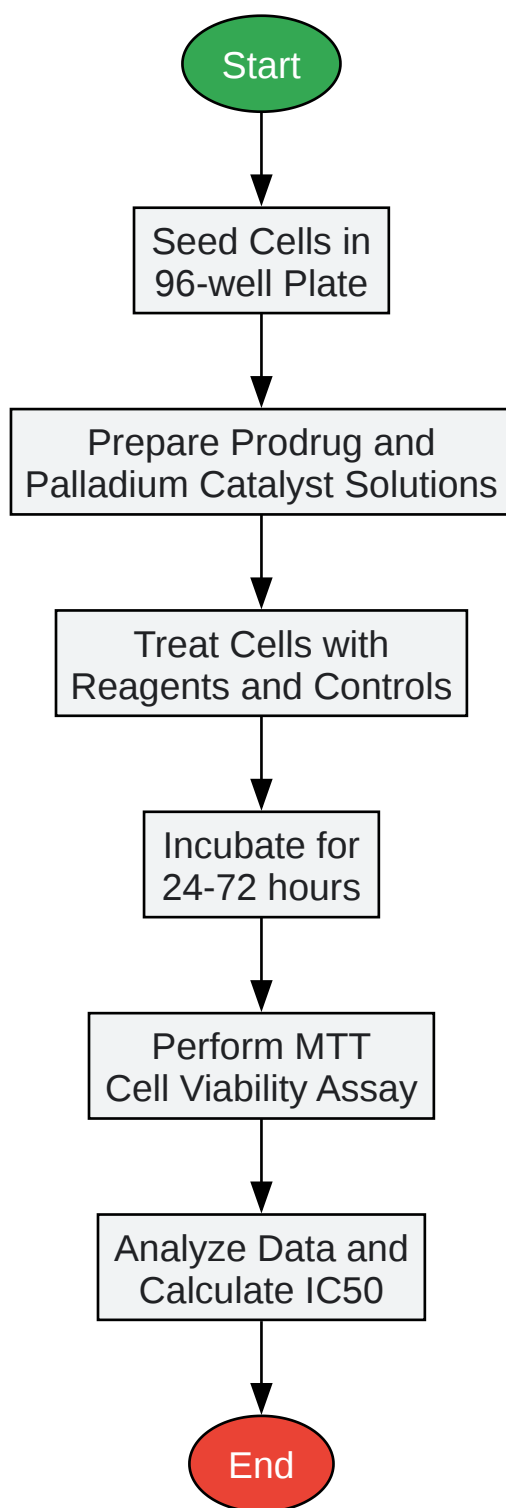 Start
Seed Cells in
96-well Plate
Prepare Prodrug and
Palladium Catalyst Solutions
Treat Cells with
Reagents and Controls
Incubate for
24-72 hours
Perform MTT
Cell Viability Assay
Analyze Data and
Calculate IC50
End